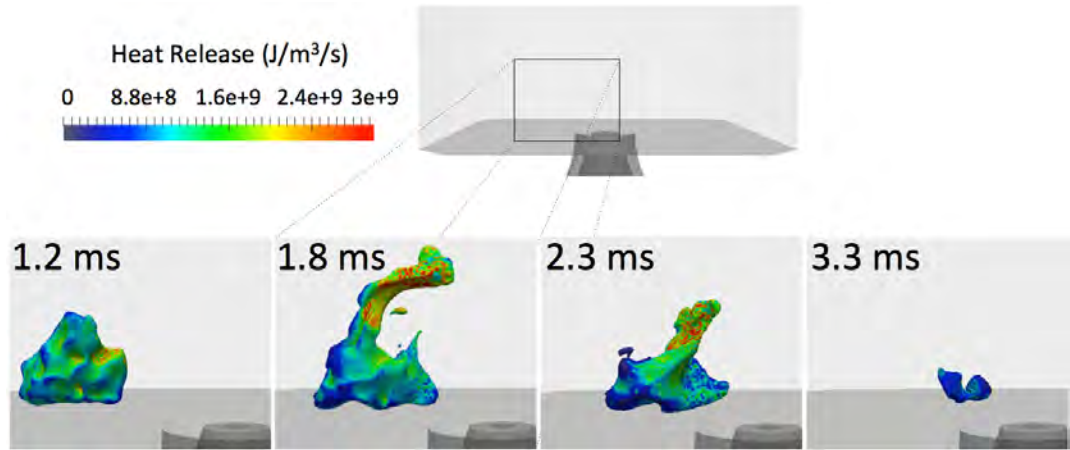 Heat Release (J/m³/s)
0 8.8e+8 1.6e+9 2.4e+9 3e+9
1.2 ms
1.8 ms
2.3 ms
3.3 ms